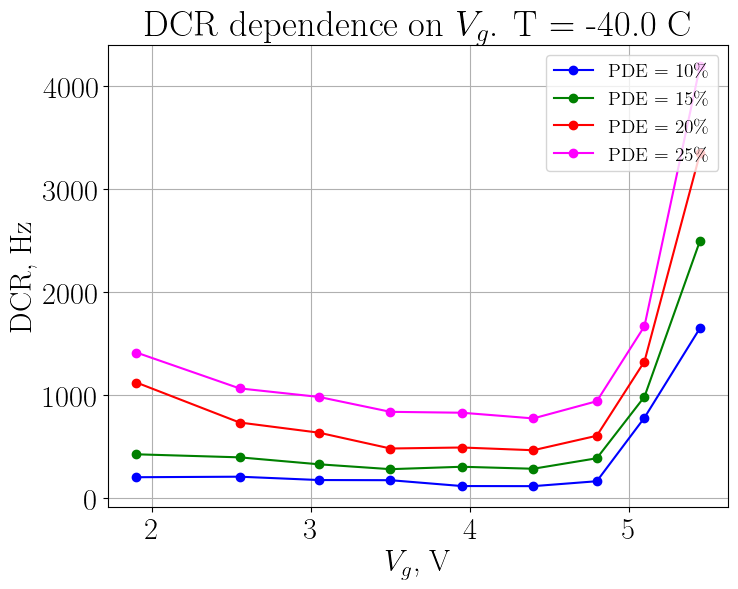 DCR dependence on V_g. T = -40.0 C
PDE = 10%
PDE = 15%
PDE = 20%
PDE = 25%
4000
3000
2000
1000
0
DCR, Hz
2 3 4 5
V_g, V